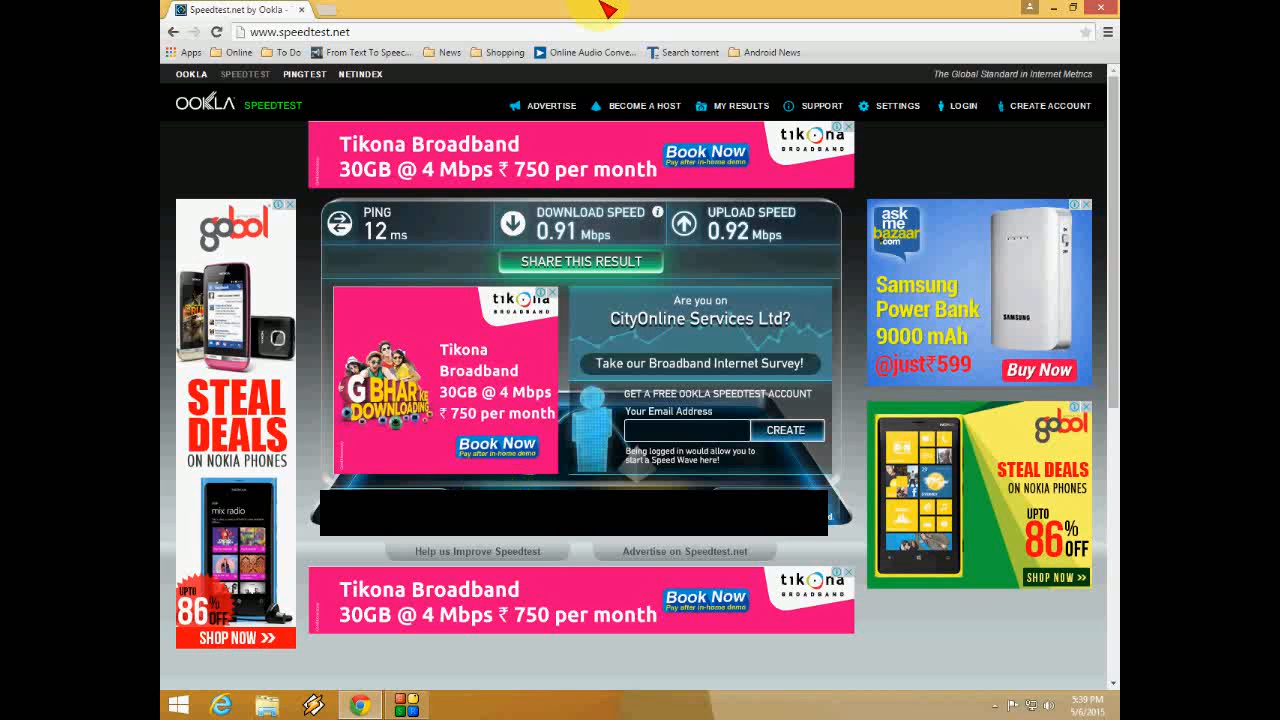 Speedtest.net by Ookla -
www.speedtest.net
Apps
Online
To Do
From Text To Speec...
News
Shopping
Online Audio Conve...
Search torrent
Android News
OOKLA
SPEEDTEST
PINGTEST
NETINDEX
The Global Standard in Internet Metrics
OOKLA SPEEDTEST
ADVERTISE
BECOME A HOST
MY RESULTS
SUPPORT
SETTINGS
LOGIN
CREATE ACCOUNT
Tikona Broadband
30GB @ 4 Mbps ₹ 750 per month
Book Now
Pay after in-home demo
tikona
BROADBAND
gobol
STEAL
DEALS
ON NOKIA PHONES
mix radio
UPTO
86% OFF
SHOP NOW >>
PING
12 ms
DOWNLOAD SPEED
0.91 Mbps
UPLOAD SPEED
0.92 Mbps
SHARE THIS RESULT
tikona
BROADBAND
G BHAR KE
DOWNLOADING
Tikona
Broadband
30GB @ 4 Mbps
₹ 750 per month
Book Now
Pay after in-home demo
Are you on
CityOnline Services Ltd?
Take our Broadband Internet Survey!
GET A FREE OOKLA SPEEDTEST ACCOUNT
Your Email Address
CREATE
Being logged in would allow you to
start a Speed Wave here!
ask
me
bazaar
.com
Samsung
Power Bank
9000 mAh
@just₹599
SAMSUNG
Buy Now
gobol
STEAL DEALS
ON NOKIA PHONES
UPTO
86% OFF
SHOP NOW >>
Help us Improve Speedtest
Advertise on Speedtest.net
Tikona Broadband
30GB @ 4 Mbps ₹ 750 per month
Book Now
Pay after in-home demo
tikona
BROADBAND
5:39 PM
5/6/2015